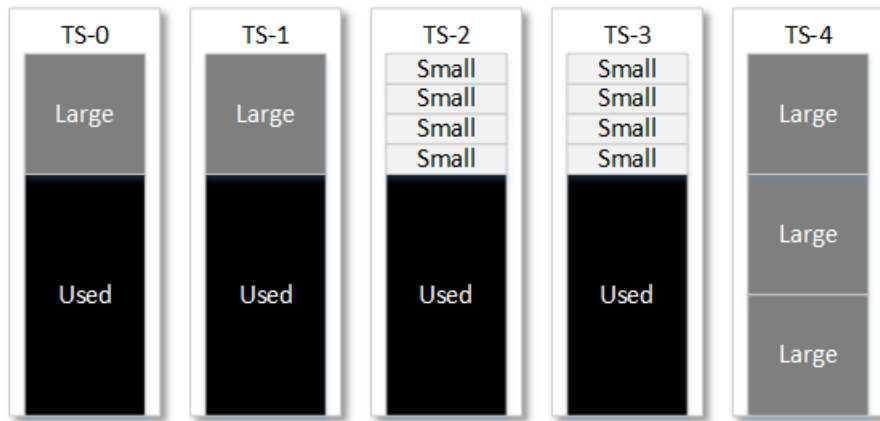 TS-0
Large
Used
TS-1
Large
Used
TS-2
Small
Small
Small
Small
Used
TS-3
Small
Small
Small
Small
Used
TS-4
Large
Large
Large